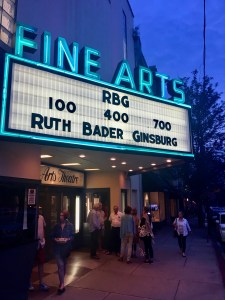 FINE ARTS
RBG
100 400 700
RUTH BADER GINSBURG
Arts Theatre